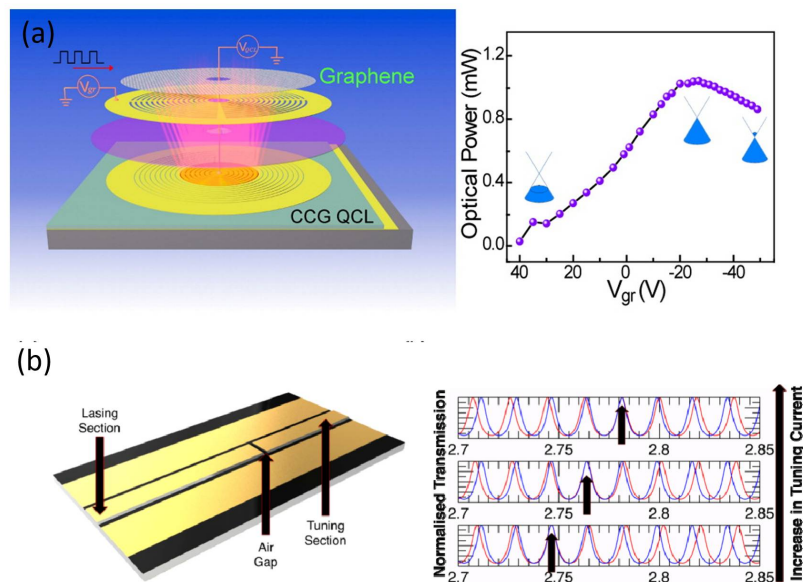 (a)
V_QCL
Graphene
V_gr
CCG QCL
Optical Power (mW)
1.2
0.8
0.4
0.0
40 20 0 -20 -40
V_gr (V)
(b)
Lasing
Section
Air
Gap
Tuning
Section
Normalised Transmission
2.7 2.75 2.8 2.85
2.7 2.75 2.8 2.85
2.7 2.75 2.8 2.85
Increase in Tuning Current